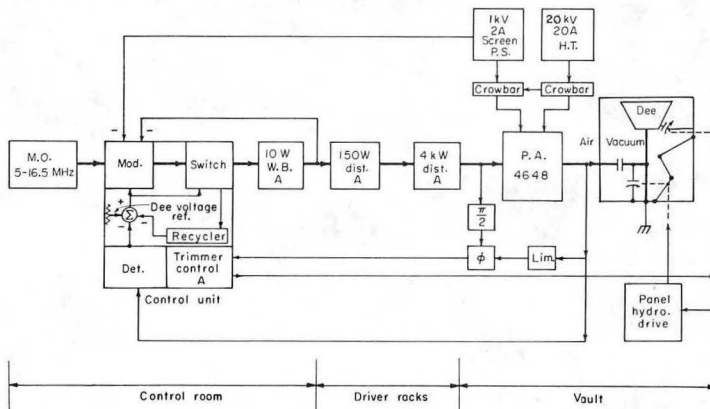 1kV
2A
Screen
P.S.
20kV
20A
H.T.
Crowbar
Crowbar
M.O.
5-16.5 MHz
Mod.
Switch
10 W
W.B.
A
150W
dist.
A
4kW
dist.
A
P.A.
4648
Air
Vacuum
Dee
Dee voltage
ref.
+
−
−
−
−
Σ
Recycler
π/2
ϕ
Lim.
Det.
Trimmer
control
A
Control unit
Panel
hydro.
drive
Control room
Driver racks
Vault